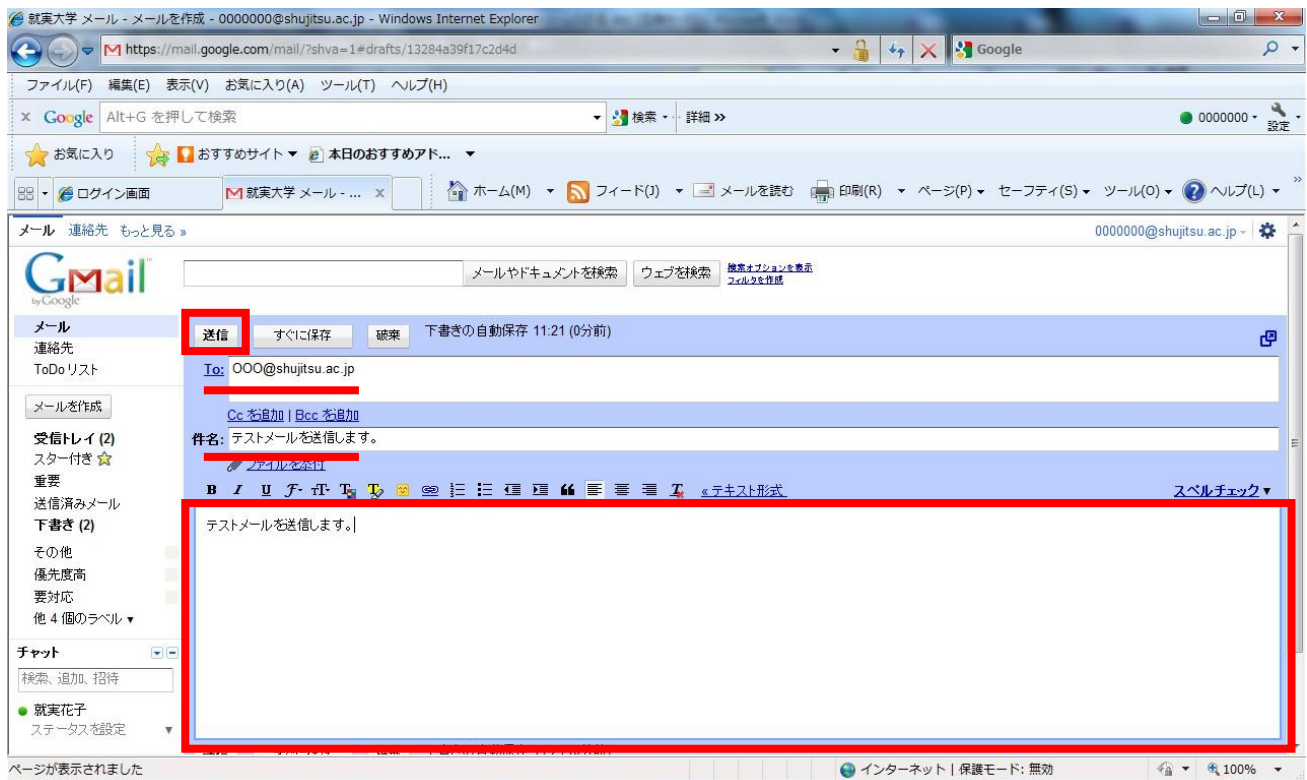 就実大学 メール - メールを作成 - 0000000@shujitsu.ac.jp - Windows Internet Explorer
https://mail.google.com/mail/?shva=1#drafts/13284a39f17c2d4d Google
ファイル(F) 編集(E) 表示(V) お気に入り(A) ツール(T) ヘルプ(H)
x Google Alt+G を押して検索 検索 詳細 » 0000000 設定
お気に入り おすすめサイト 本日のおすすめアド...
ログイン画面 就実大学 メール - ... x ホーム(M) フィード(J) メールを読む 印刷(R) ページ(P) セーフティ(S) ツール(O) ヘルプ(L) »
メール 連絡先 もっと見る » 0000000@shujitsu.ac.jp
Gmail by Google メールやドキュメントを検索 ウェブを検索 検索オプションを表示
フィルタを作成
メール
連絡先
ToDo リスト
メールを作成
受信トレイ (2)
スター付き
重要
送信済みメール
下書き (2)
その他
優先度高
要対応
他 4 個のラベル ▼
チャット
検索、追加、招待
就実花子
ステータスを設定 ▼
送信 すぐに保存 破棄 下書きの自動保存 11:21 (0分前)
To: OOO@shujitsu.ac.jp
Cc を追加 | Bcc を追加
件名: テストメールを送信します。
ファイルを添付
B I U « テキスト形式 スペルチェック ▼
テストメールを送信します。
ページが表示されました インターネット | 保護モード: 無効 100%